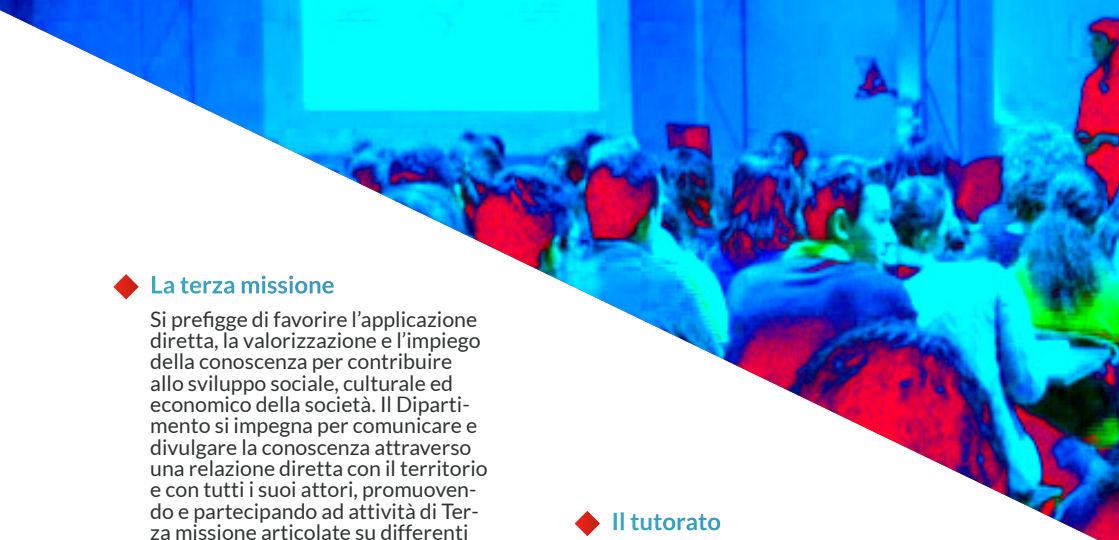 La terza missione
Si prefigge di favorire l’applicazione
diretta, la valorizzazione e l’impiego
della conoscenza per contribuire
allo sviluppo sociale, culturale ed
economico della società. Il Diparti-
mento si impegna per comunicare e
divulgare la conoscenza attraverso
una relazione diretta con il territorio
e con tutti i suoi attori, promuoven-
do e partecipando ad attività di Ter-
za missione articolate su differenti
Il tutorato